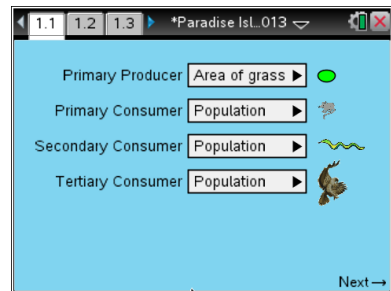 1.1 1.2 1.3 *Paradise Isl...013
Primary Producer Area of grass
Primary Consumer Population
Secondary Consumer Population
Tertiary Consumer Population
Next→